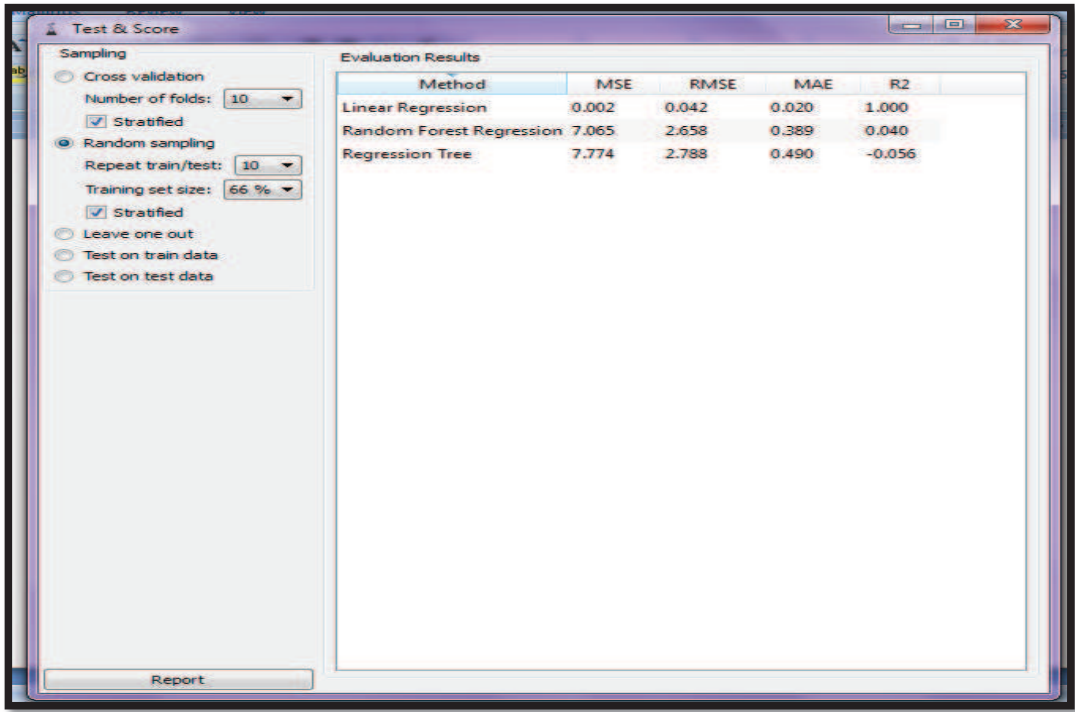 Test & Score
Sampling
Cross validation
Number of folds: 10
Stratified
Random sampling
Repeat train/test: 10
Training set size: 66 %
Stratified
Leave one out
Test on train data
Test on test data
Report
Evaluation Results
Method MSE RMSE MAE R2
Linear Regression 0.002 0.042 0.020 1.000
Random Forest Regression 7.065 2.658 0.389 0.040
Regression Tree 7.774 2.788 0.490 -0.056